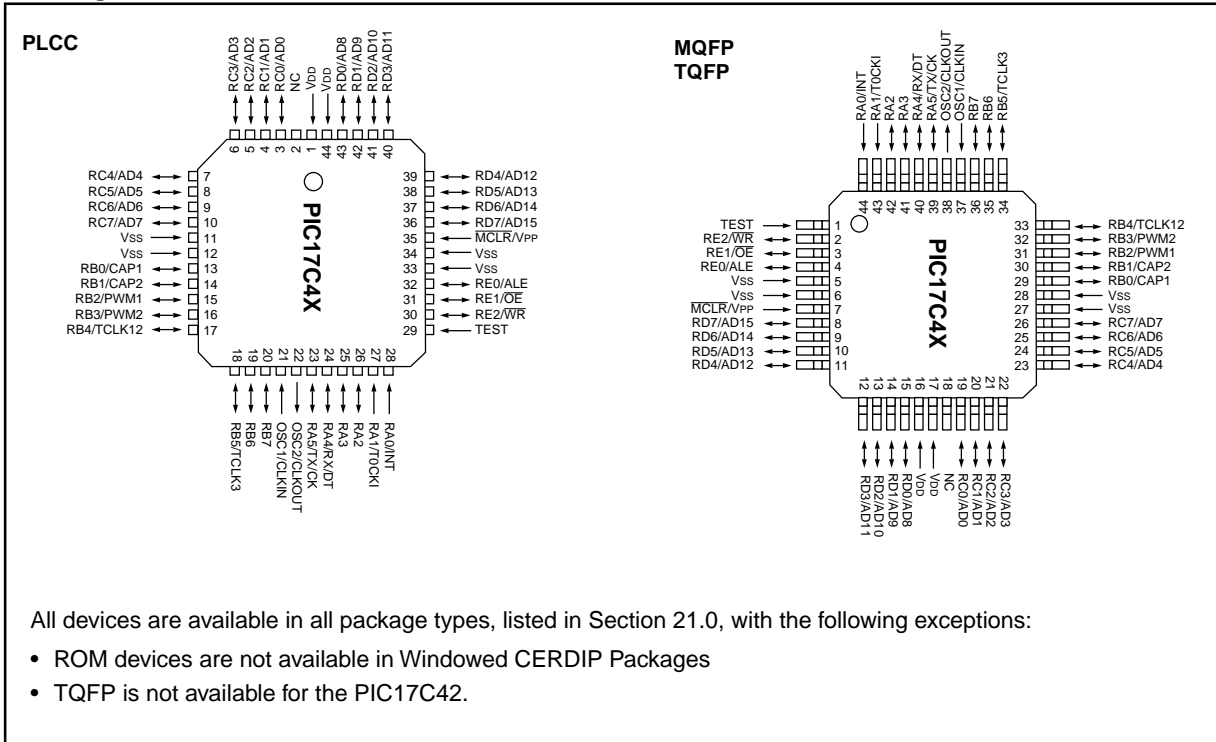 PLCC
RC3/AD3
RC2/AD2
RC1/AD1
RC0/AD0
NC
VDD
VDD
RD0/AD8
RD1/AD9
RD2/AD10
RD3/AD11
6 5 4 3 2 1 44 43 42 41 40
RC4/AD4 7
RC5/AD5 8
RC6/AD6 9
RC7/AD7 10
VSS 11
VSS 12
RB0/CAP1 13
RB1/CAP2 14
RB2/PWM1 15
RB3/PWM2 16
RB4/TCLK12 17
PIC17C4X
39 RD4/AD12
38 RD5/AD13
37 RD6/AD14
36 RD7/AD15
35 MCLR/VPP
34 VSS
33 VSS
32 RE0/ALE
31 RE1/OE
30 RE2/WR
29 TEST
18 19 20 21 22 23 24 25 26 27 28
RB5/TCLK3
RB6
RB7
OSC1/CLKIN
OSC2/CLKOUT
RA5/TX/CK
RA4/RX/DT
RA3
RA2
RA1/T0CKI
RA0/INT
MQFP
TQFP
RA0/INT
RA1/T0CKI
RA2
RA3
RA4/RX/DT
RA5/TX/CK
OSC2/CLKOUT
OSC1/CLKIN
RB7
RB6
RB5/TCLK3
44 43 42 41 40 39 38 37 36 35 34
TEST 1
RE2/WR 2
RE1/OE 3
RE0/ALE 4
VSS 5
VSS 6
MCLR/VPP 7
RD7/AD15 8
RD6/AD14 9
RD5/AD13 10
RD4/AD12 11
PIC17C4X
33 RB4/TCLK12
32 RB3/PWM2
31 RB2/PWM1
30 RB1/CAP2
29 RB0/CAP1
28 VSS
27 VSS
26 RC7/AD7
25 RC6/AD6
24 RC5/AD5
23 RC4/AD4
12 13 14 15 16 17 18 19 20 21 22
RD3/AD11
RD2/AD10
RD1/AD9
RD0/AD8
VDD
VDD
NC
RC0/AD0
RC1/AD1
RC2/AD2
RC3/AD3
All devices are available in all package types, listed in Section 21.0, with the following exceptions:
• ROM devices are not available in Windowed CERDIP Packages
• TQFP is not available for the PIC17C42.